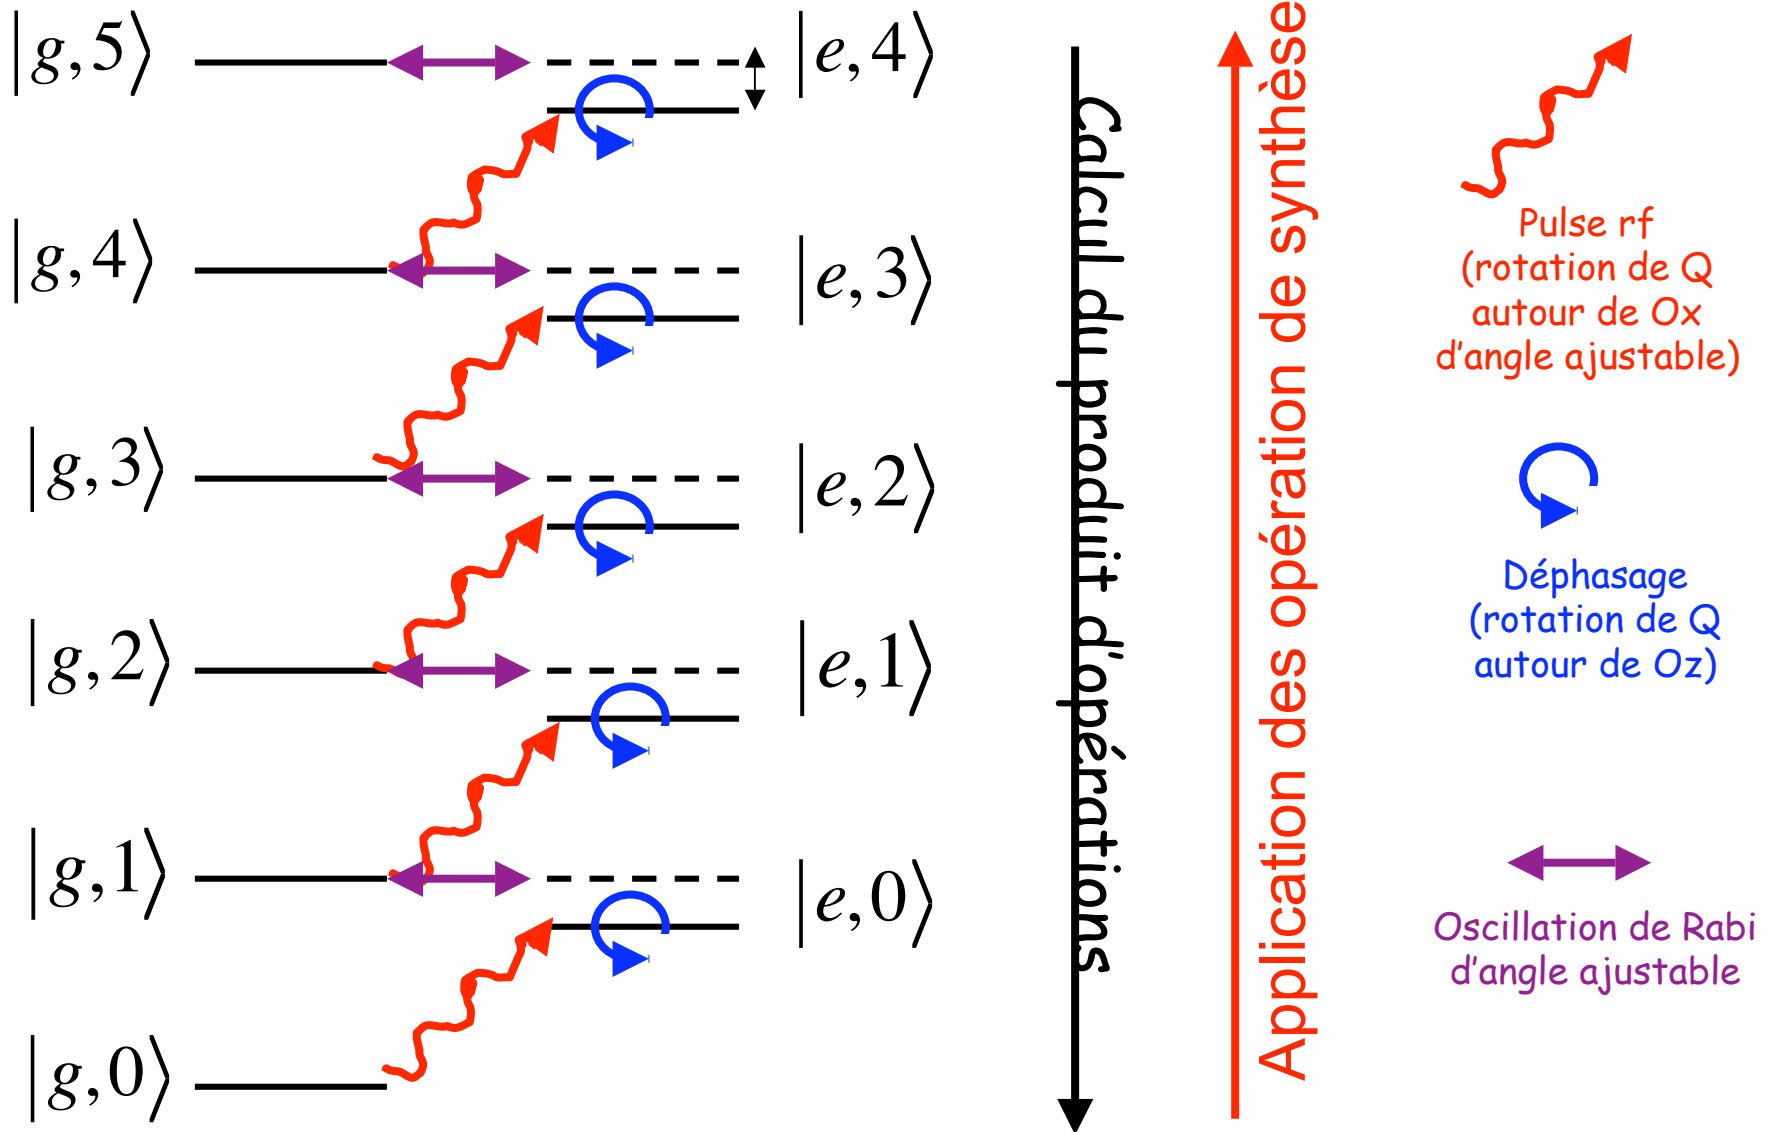 |g,5⟩
|e,4⟩
|g,4⟩
|e,3⟩
|g,3⟩
|e,2⟩
|g,2⟩
|e,1⟩
|g,1⟩
|e,0⟩
|g,0⟩
Calcul du produit d'opérations
Application des opération de synthèse
Pulse rf
(rotation de Q
autour de Ox
d'angle ajustable)
Déphasage
(rotation de Q
autour de Oz)
Oscillation de Rabi
d'angle ajustable